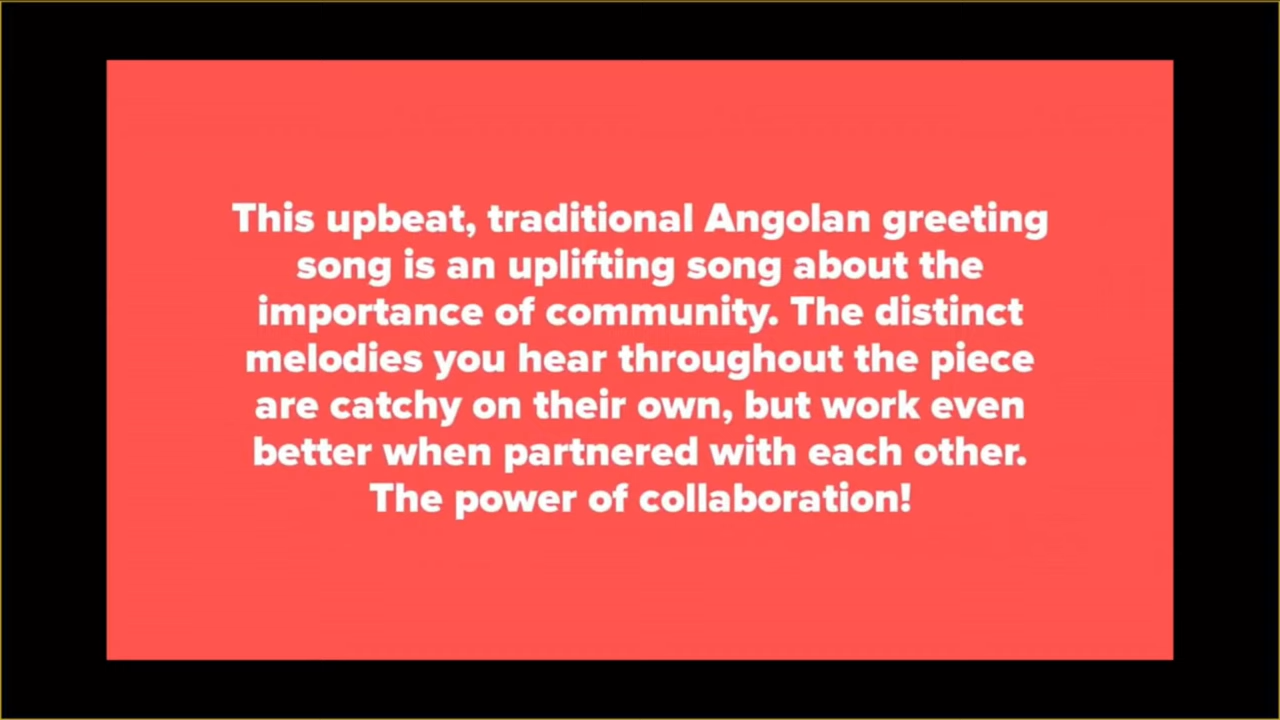 This upbeat, traditional Angolan greeting
song is an uplifting song about the
importance of community. The distinct
melodies you hear throughout the piece
are catchy on their own, but work even
better when partnered with each other.
The power of collaboration!